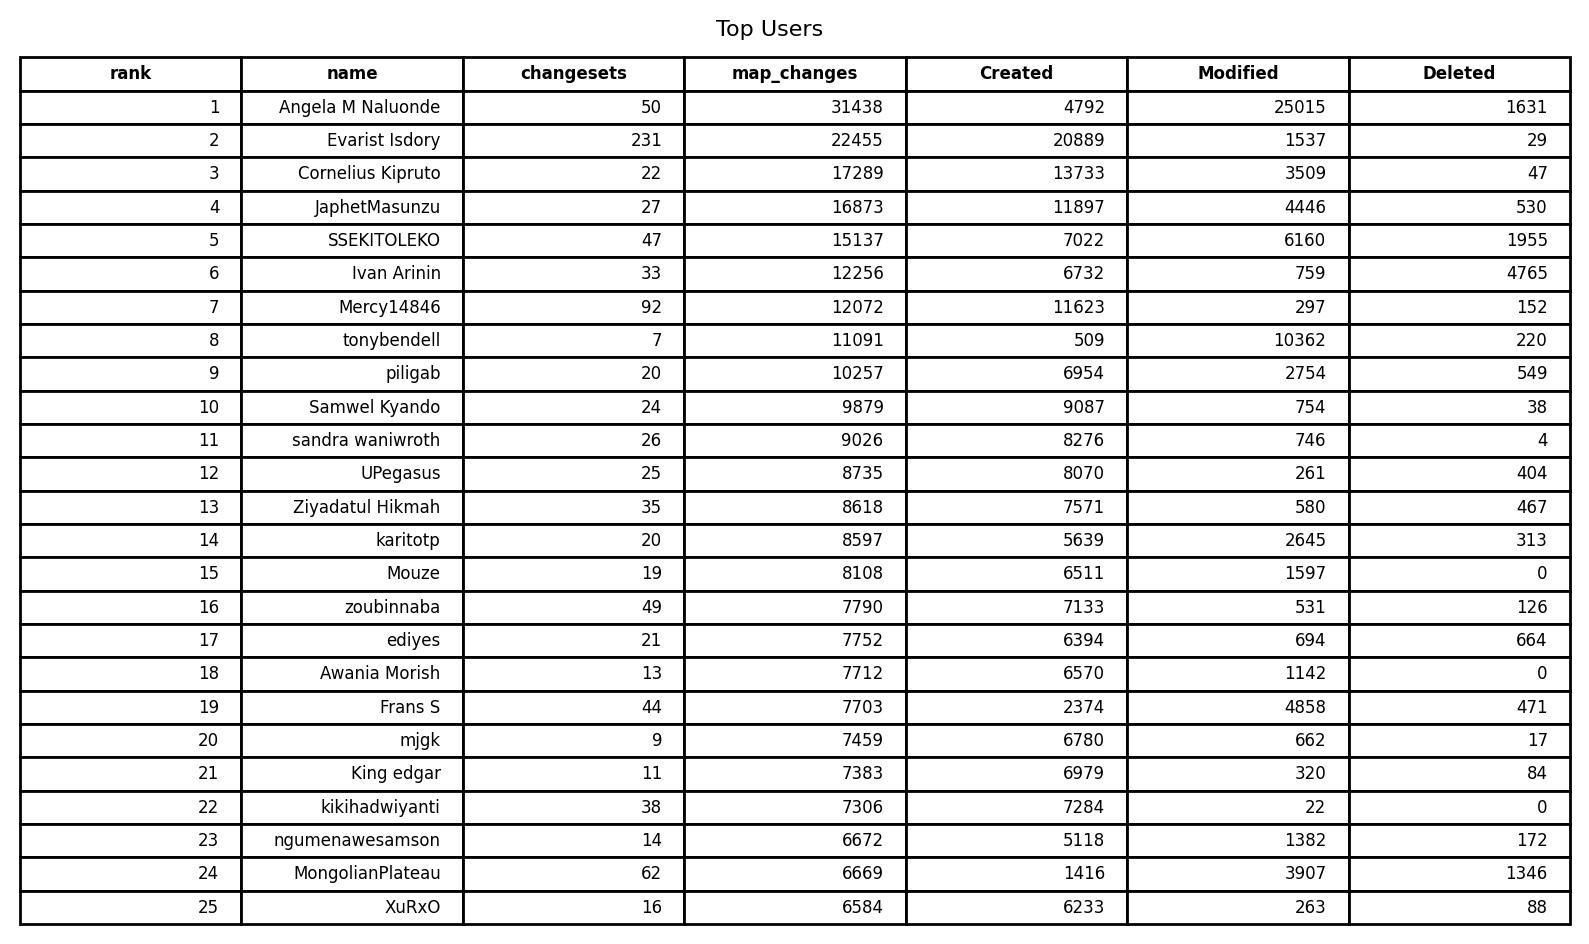 Top Users
rank name changesets map_changes Created Modified Deleted
1 Angela M Naluonde 50 31438 4792 25015 1631
2 Evarist Isdory 231 22455 20889 1537 29
3 Cornelius Kipruto 22 17289 13733 3509 47
4 JaphetMasunzu 27 16873 11897 4446 530
5 SSEKITOLEKO 47 15137 7022 6160 1955
6 Ivan Arinin 33 12256 6732 759 4765
7 Mercy14846 92 12072 11623 297 152
8 tonybendell 7 11091 509 10362 220
9 piligab 20 10257 6954 2754 549
10 Samwel Kyando 24 9879 9087 754 38
11 sandra waniwroth 26 9026 8276 746 4
12 UPegasus 25 8735 8070 261 404
13 Ziyadatul Hikmah 35 8618 7571 580 467
14 karitotp 20 8597 5639 2645 313
15 Mouze 19 8108 6511 1597 0
16 zoubinnaba 49 7790 7133 531 126
17 ediyes 21 7752 6394 694 664
18 Awania Morish 13 7712 6570 1142 0
19 Frans S 44 7703 2374 4858 471
20 mjgk 9 7459 6780 662 17
21 King edgar 11 7383 6979 320 84
22 kikihadwiyanti 38 7306 7284 22 0
23 ngumenawesamson 14 6672 5118 1382 172
24 MongolianPlateau 62 6669 1416 3907 1346
25 XuRxO 16 6584 6233 263 88